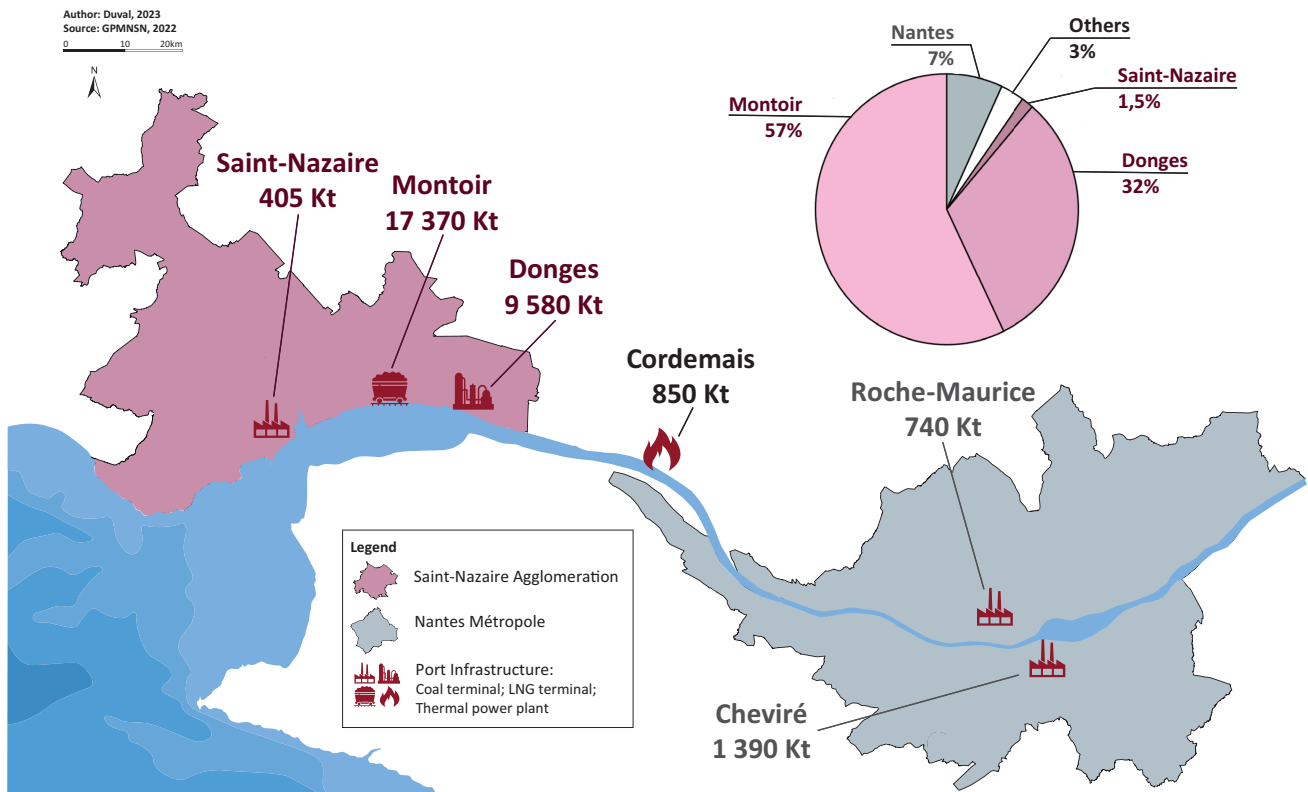 Author: Duval, 2023
Source: GPMNSN, 2022
0 10 20km
N
Nantes
7%
Others
3%
Saint-Nazaire
1,5%
Montoir
57%
Donges
32%
Saint-Nazaire
405 Kt
Montoir
17 370 Kt
Donges
9 580 Kt
Cordemais
850 Kt
Roche-Maurice
740 Kt
Cheviré
1 390 Kt
Legend
Saint-Nazaire Agglomeration
Nantes Métropole
Port Infrastructure:
Coal terminal; LNG terminal;
Thermal power plant